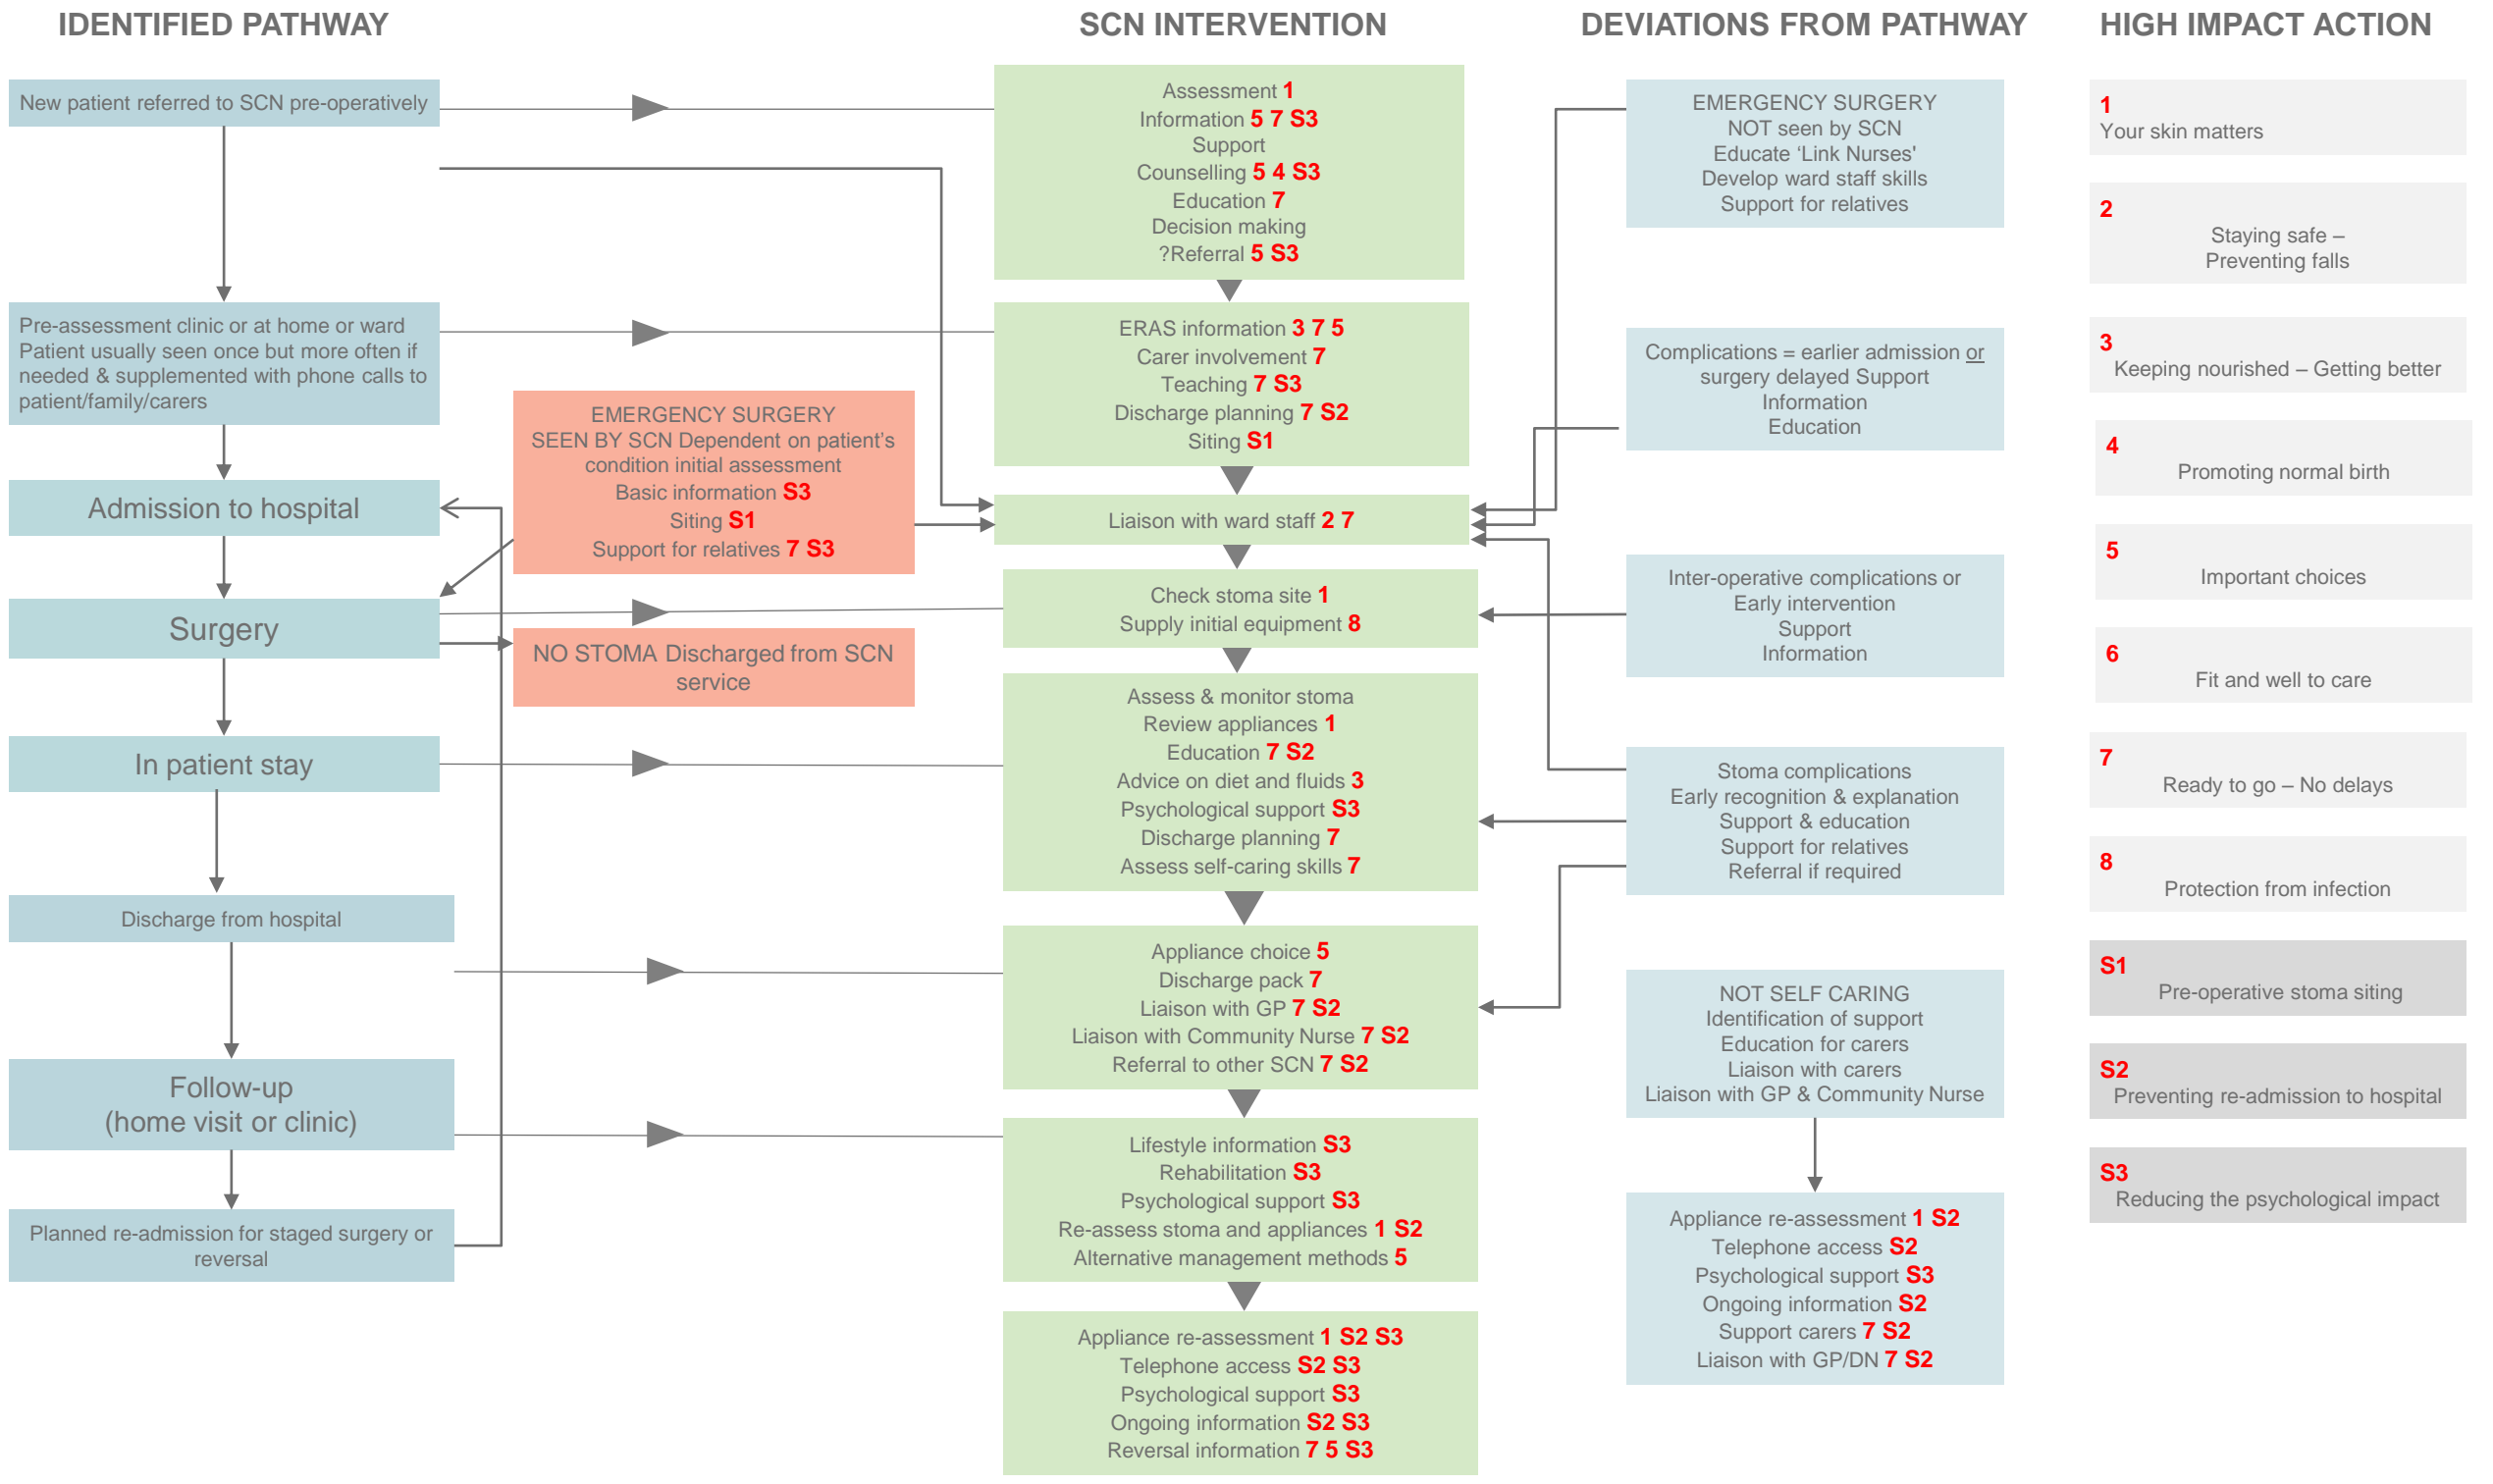 IDENTIFIED PATHWAY
New patient referred to SCN pre-operatively
Pre-assessment clinic or at home or ward
Patient usually seen once but more often if
needed & supplemented with phone calls to
patient/family/carers
Admission to hospital
Surgery
In patient stay
Discharge from hospital
Follow-up
(home visit or clinic)
Planned re-admission for staged surgery or
reversal
EMERGENCY SURGERY
SEEN BY SCN Dependent on patient’s
condition initial assessment
Basic information S3
Siting S1
Support for relatives 7 S3
NO STOMA Discharged from SCN
service
SCN INTERVENTION
Assessment 1
Information 5 7 S3
Support
Counselling 5 4 S3
Education 7
Decision making
?Referral 5 S3
ERAS information 3 7 5
Carer involvement 7
Teaching 7 S3
Discharge planning 7 S2
Siting S1
Liaison with ward staff 2 7
Check stoma site 1
Supply initial equipment 8
Assess & monitor stoma
Review appliances 1
Education 7 S2
Advice on diet and fluids 3
Psychological support S3
Discharge planning 7
Assess self-caring skills 7
Appliance choice 5
Discharge pack 7
Liaison with GP 7 S2
Liaison with Community Nurse 7 S2
Referral to other SCN 7 S2
Lifestyle information S3
Rehabilitation S3
Psychological support S3
Re-assess stoma and appliances 1 S2
Alternative management methods 5
Appliance re-assessment 1 S2 S3
Telephone access S2 S3
Psychological support S3
Ongoing information S2 S3
Reversal information 7 5 S3
DEVIATIONS FROM PATHWAY
EMERGENCY SURGERY
NOT seen by SCN
Educate ‘Link Nurses'
Develop ward staff skills
Support for relatives
Complications = earlier admission or
surgery delayed Support
Information
Education
Inter-operative complications or
Early intervention
Support
Information
Stoma complications
Early recognition & explanation
Support & education
Support for relatives
Referral if required
NOT SELF CARING
Identification of support
Education for carers
Liaison with carers
Liaison with GP & Community Nurse
Appliance re-assessment 1 S2
Telephone access S2
Psychological support S3
Ongoing information S2
Support carers 7 S2
Liaison with GP/DN 7 S2
HIGH IMPACT ACTION
1
Your skin matters
2
Staying safe –
Preventing falls
3
Keeping nourished – Getting better
4
Promoting normal birth
5
Important choices
6
Fit and well to care
7
Ready to go – No delays
8
Protection from infection
S1
Pre-operative stoma siting
S2
Preventing re-admission to hospital
S3
Reducing the psychological impact